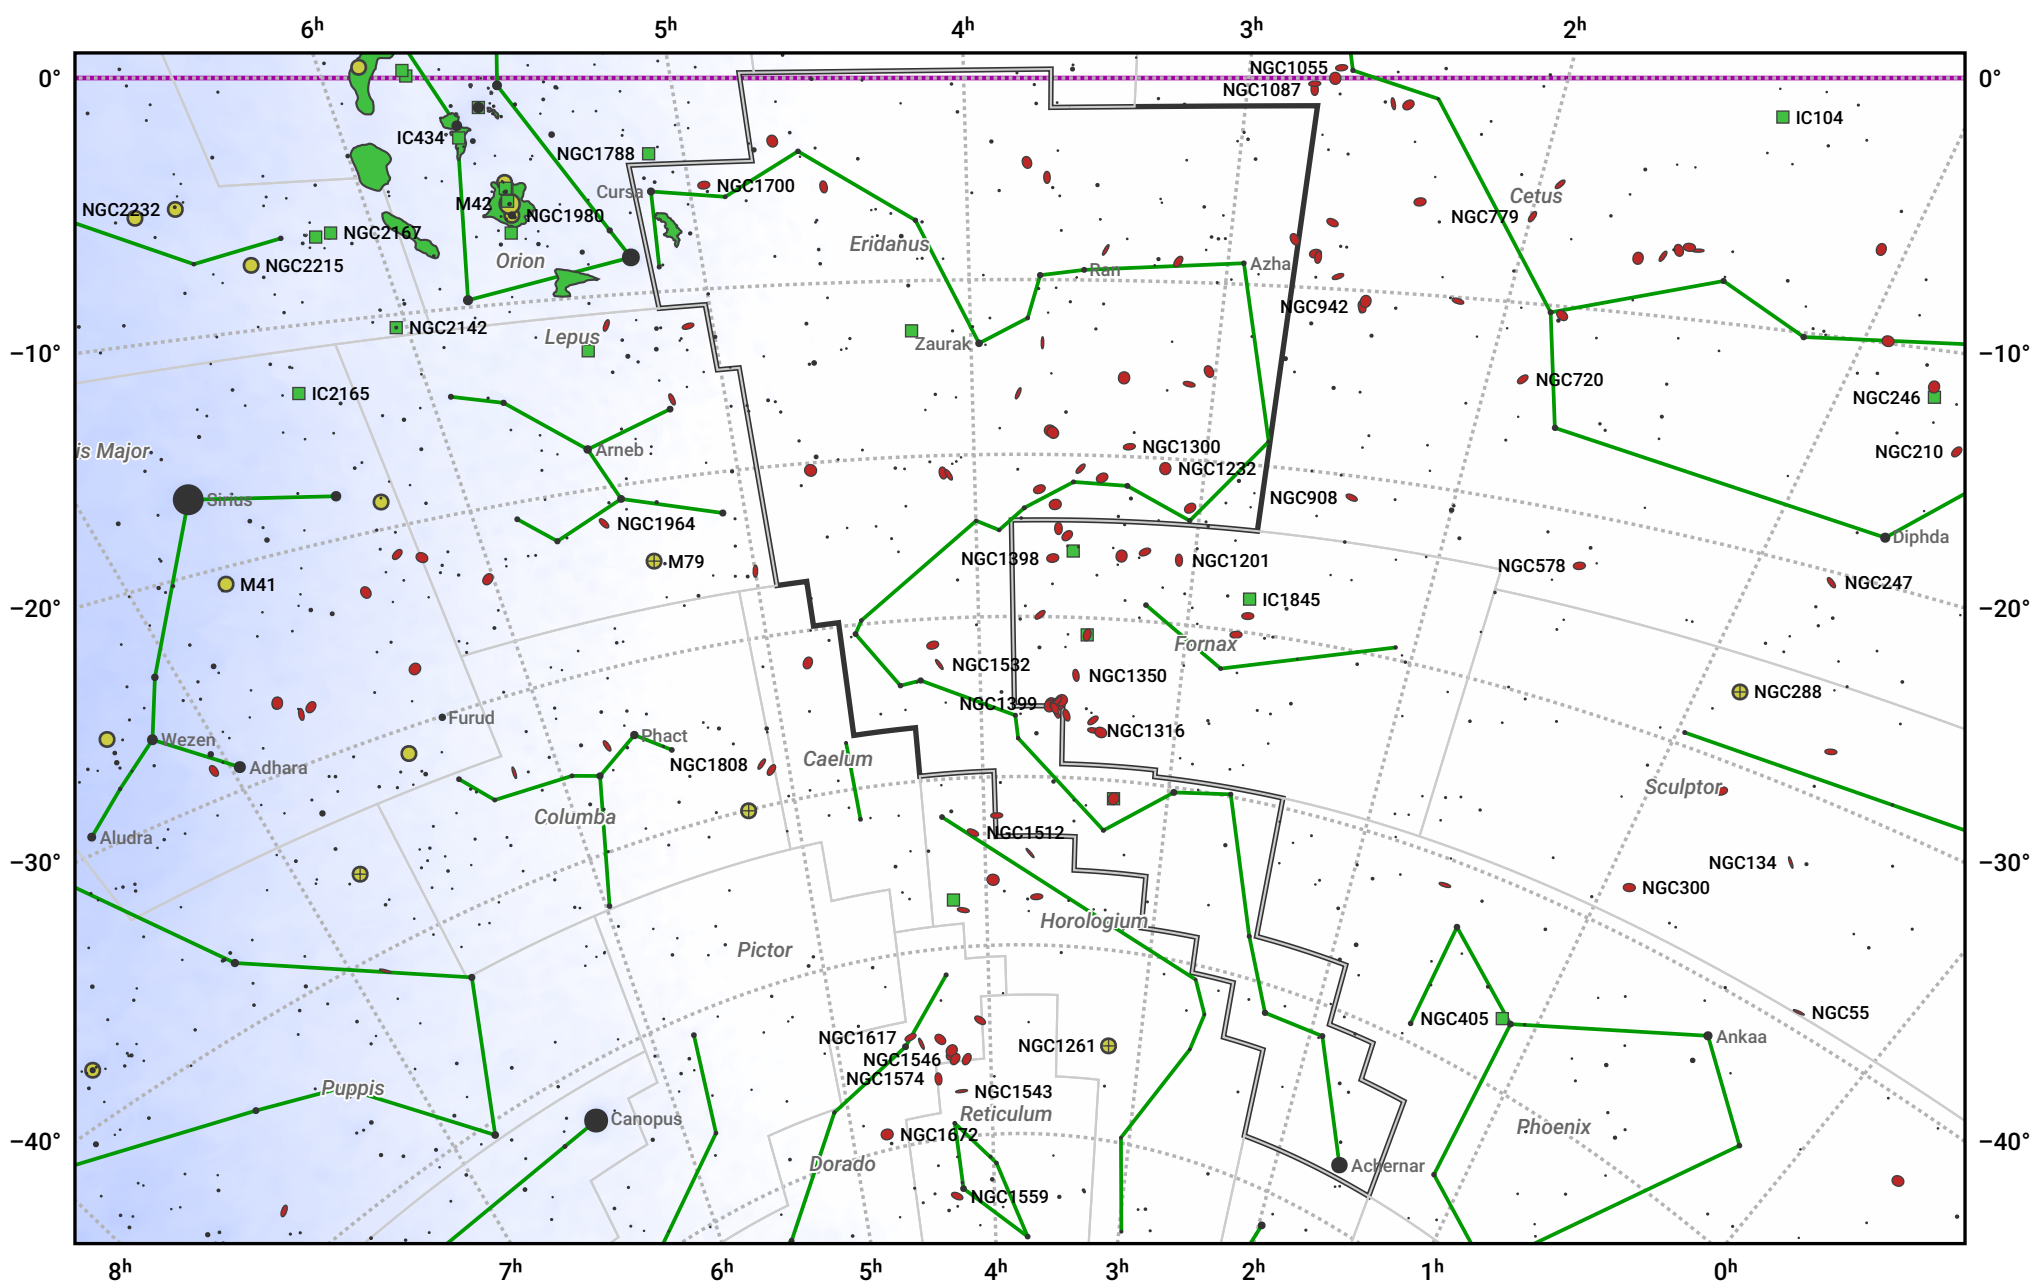 6h 5h 4h 3h 2h
0° NGC1055 0°
NGC1087
IC104
IC434
NGC1788
Cursa NGC1700
Cetus
M42
NGC2232 NGC1980 NGC779
NGC2167
Eridanus
Orion
NGC2215 Ran Azha
NGC942
NGC2142
Lepus
Zaurak
−10° −10°
NGC720
IC2165 NGC246
is Major Arneb NGC1300 NGC210
NGC1232
Sirius NGC908
NGC1964
Diphda
M79 NGC1398 NGC1201 NGC578
M41 NGC247
−20° IC1845 −20°
Fornax
NGC1532
NGC1350
NGC288
NGC1399
Furud
NGC1316
Wezen Phact
Caelum
Adhara NGC1808
Sculptor
Columba
Aludra NGC1512
−30° NGC134 −30°
NGC300
Horologium
Pictor
NGC55
NGC405
NGC1617 NGC1261 Ankaa
NGC1546
NGC1574
Puppis NGC1543
Reticulum
Canopus Phoenix
NGC1672
−40° −40°
Dorado Achernar
NGC1559
8h 7h 6h 5h 4h 3h 2h 1h 0h